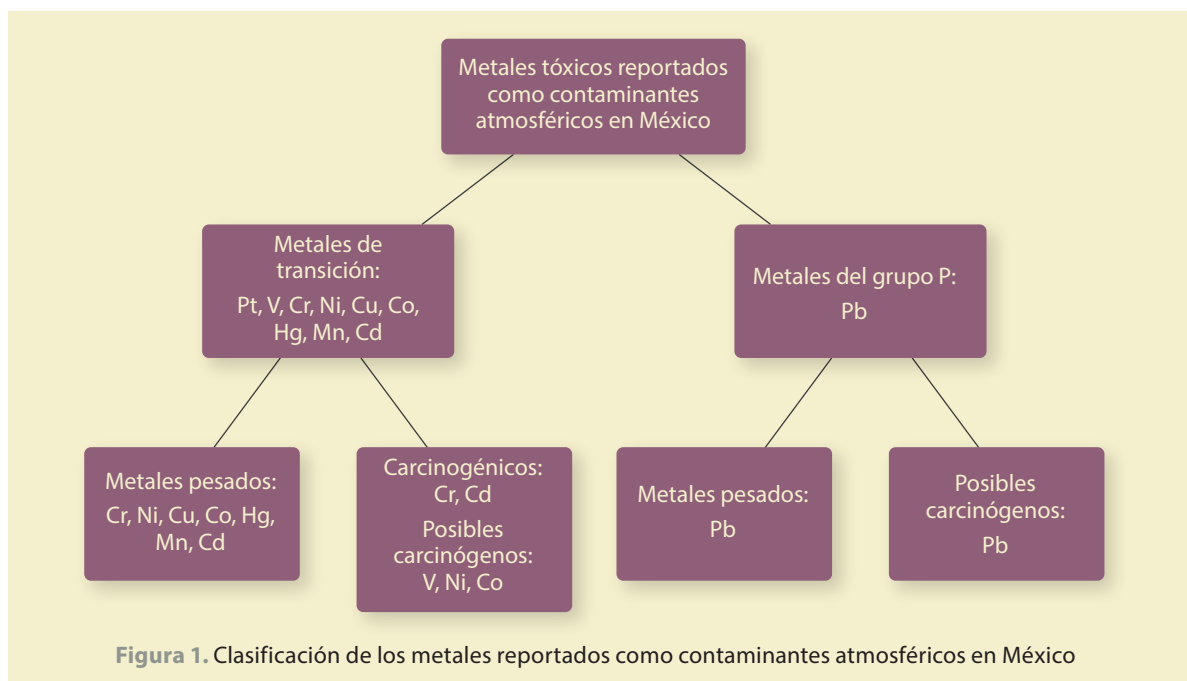 Metales tóxicos reportados
como contaminantes
atmosféricos en México
Metales de
transición:
Pt, V, Cr, Ni, Cu, Co,
Hg, Mn, Cd
Metales del grupo P:
Pb
Metales pesados:
Cr, Ni, Cu, Co, Hg,
Mn, Cd
Carcinogénicos:
Cr, Cd
Posibles
carcinógenos:
V, Ni, Co
Metales pesados:
Pb
Posibles
carcinógenos:
Pb
Figura 1. Clasificación de los metales reportados como contaminantes atmosféricos en México